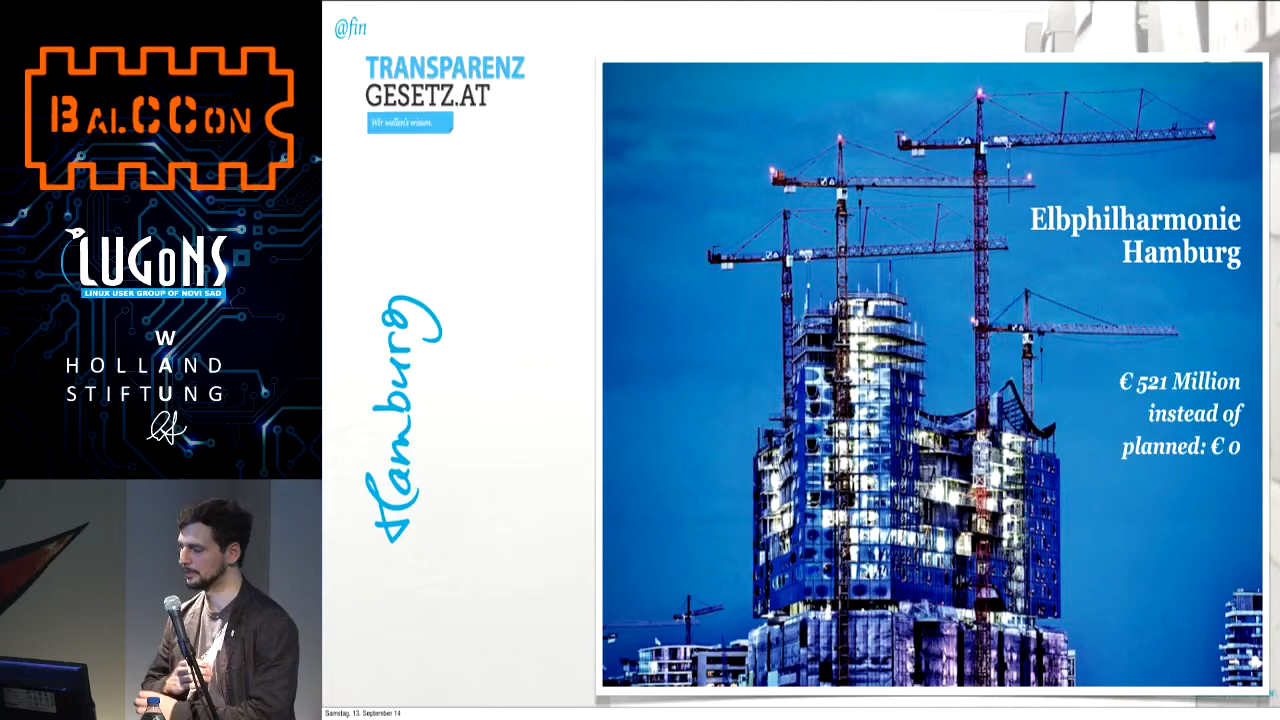 BALCCON
LUGONS
LINUX USER GROUP OF NOVI SAD
W
HOLLAND
STIFTUNG
@fin
TRANSPARENZ
GESETZ.AT
Wir wollen's wissen.
Hamburg
Elbphilharmonie
Hamburg
€ 521 Million
instead of
planned: € 0
Samstag, 13. September 14